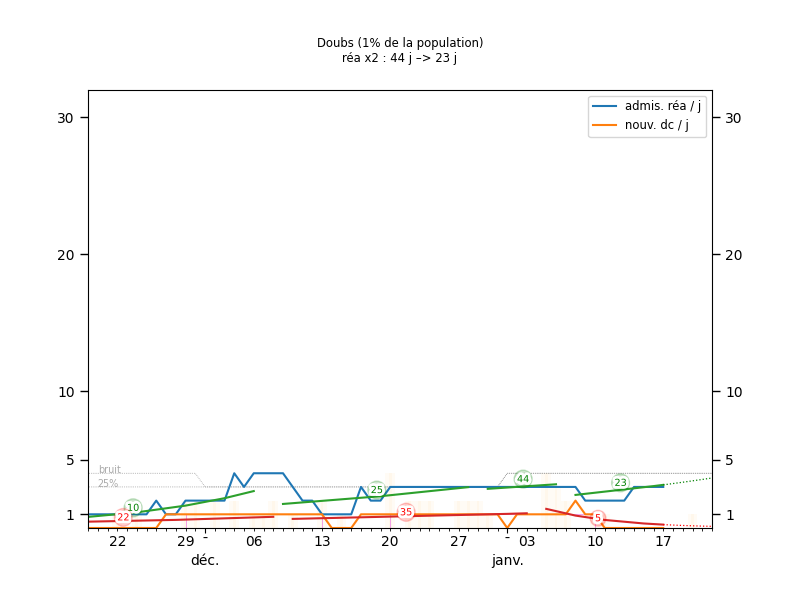 Doubs (1% de la population)
réa x2 : 44 j –> 23 j
admis. réa / j
nouv. dc / j
30 30
20 20
10 10
5 5
1 1
bruit
25%
10 22 25 35 44 23 5
22 29 - 06 13 20 27 - 03 10 17
déc. janv.